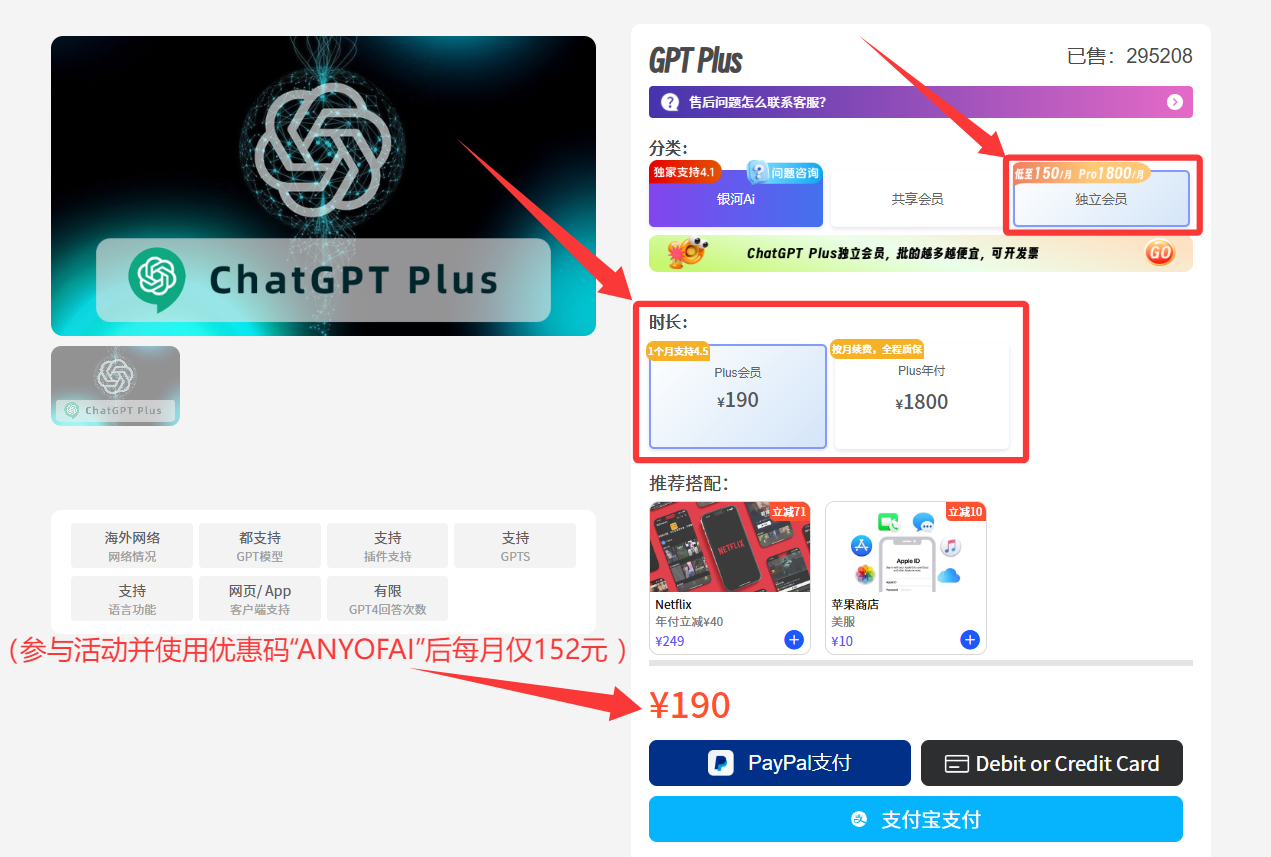 ChatGPT Plus
ChatGPT Plus
海外网络
网络情况
都支持
GPT模型
支持
插件支持
支持
GPTS
支持
语言功能
网页/ App
客户端支持
有限
GPT4回答次数
（参与活动并使用优惠码“ANYOFAI”后每月仅152元 ）
GPT Plus
已售：295208
售后问题怎么联系客服？
分类：
独家支持4.1
问题咨询
银河Ai
共享会员
低至150/月 Pro1800/月
独立会员
ChatGPT Plus独立会员，批的越多越便宜，可开发票
GO
时长：
1个月支持4.5
Plus会员
¥190
按月续费，全程质保
Plus年付
¥1800
推荐搭配：
立减71
NETFLIX
Netflix
年付立减¥40
¥249
立减10
Apple ID
苹果商店
美服
¥10
¥190
PayPal支付
Debit or Credit Card
支付宝支付